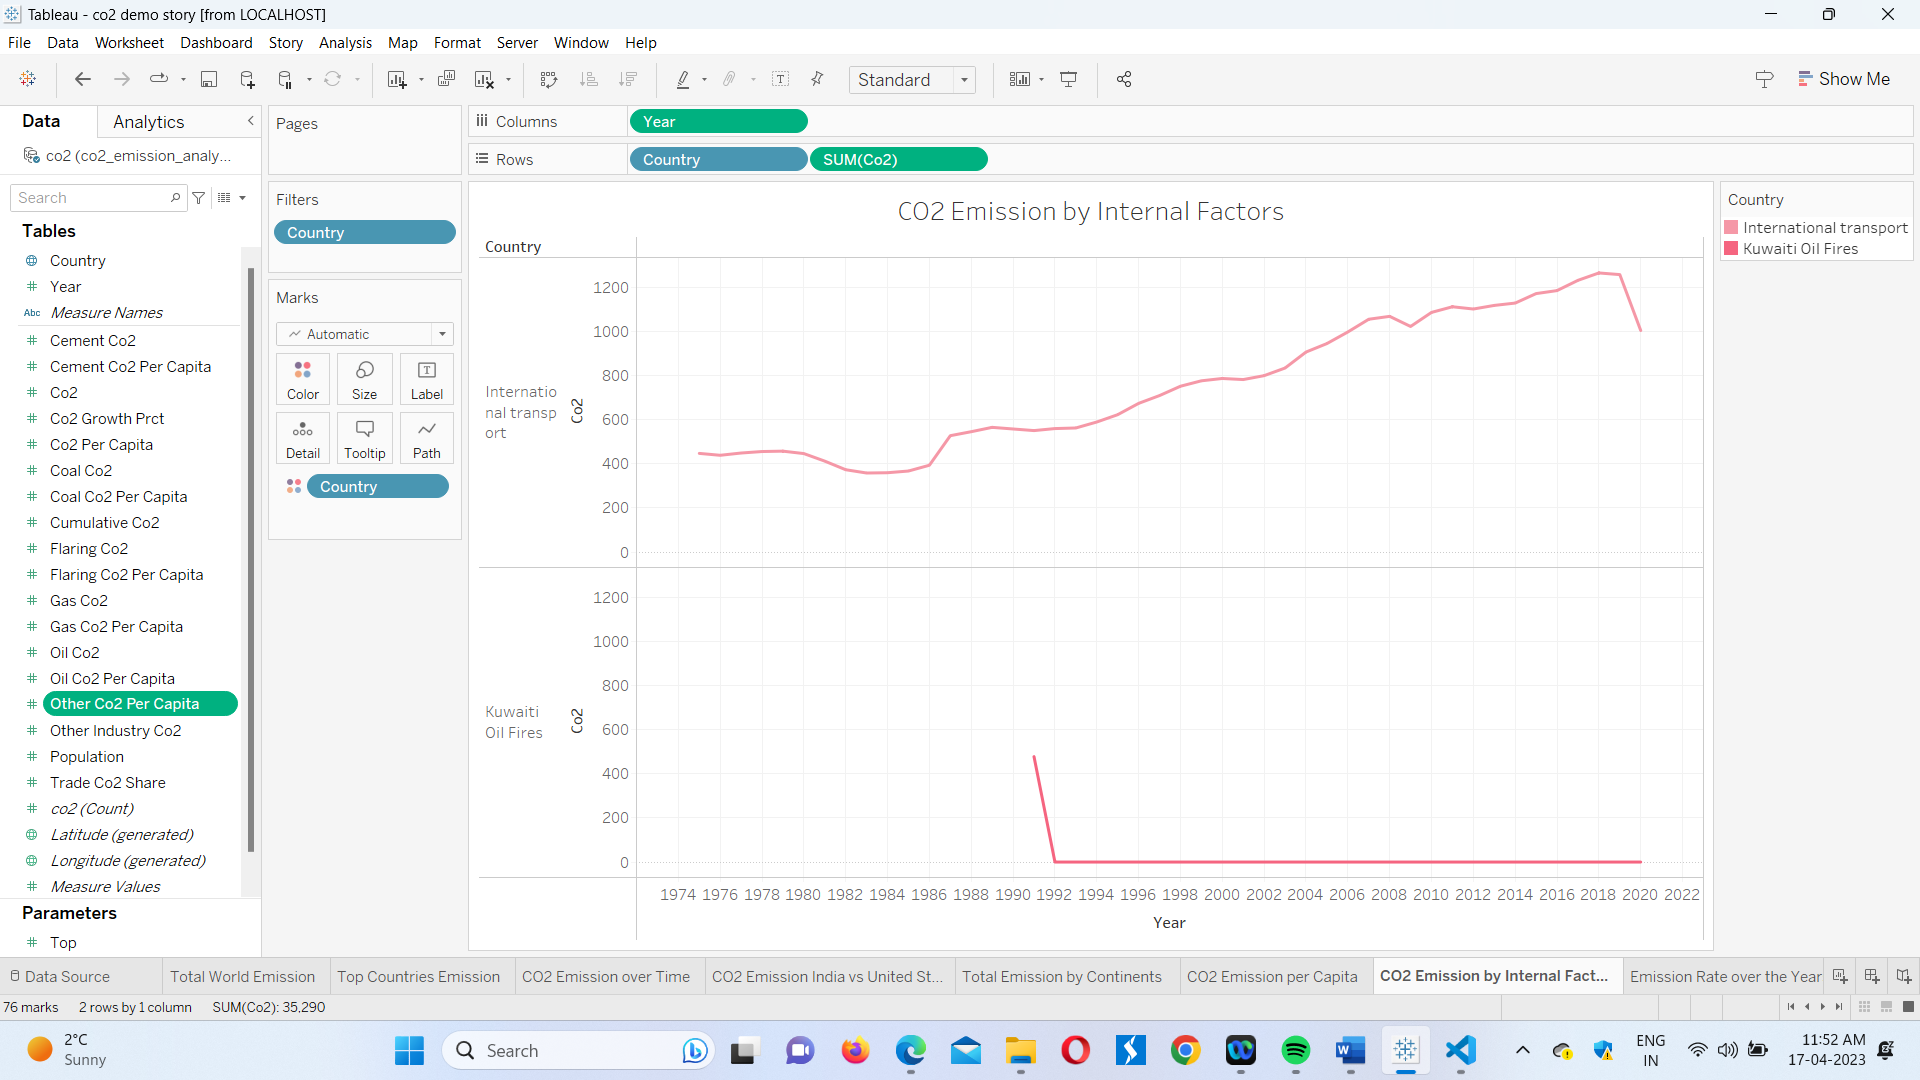 Tableau - co2 demo story [from LOCALHOST]
File Data Worksheet Dashboard Story Analysis Map Format Server Window Help
Standard
Show Me
Data Analytics
co2 (co2_emission_analy...
Search
Tables
Country
Year
Abc Measure Names
Cement Co2
Cement Co2 Per Capita
Co2
Co2 Growth Prct
Co2 Per Capita
Coal Co2
Coal Co2 Per Capita
Cumulative Co2
Flaring Co2
Flaring Co2 Per Capita
Gas Co2
Gas Co2 Per Capita
Oil Co2
Oil Co2 Per Capita
Other Co2 Per Capita
Other Industry Co2
Population
Trade Co2 Share
co2 (Count)
Latitude (generated)
Longitude (generated)
Measure Values
Parameters
Top
Pages
Filters
Country
Marks
Automatic
Color Size Label
Detail Tooltip Path
Country
Columns Year
Rows Country SUM(Co2)
CO2 Emission by Internal Factors
Country
Internatio
nal transp
ort
Co2
1200
1000
800
600
400
200
0
Kuwaiti
Oil Fires
Co2
1200
1000
800
600
400
200
0
1974 1976 1978 1980 1982 1984 1986 1988 1990 1992 1994 1996 1998 2000 2002 2004 2006 2008 2010 2012 2014 2016 2018 2020 2022
Year
Country
International transport
Kuwaiti Oil Fires
Data Source Total World Emission Top Countries Emission CO2 Emission over Time CO2 Emission India vs United St... Total Emission by Continents CO2 Emission per Capita CO2 Emission by Internal Fact... Emission Rate over the Year
76 marks 2 rows by 1 column SUM(Co2): 35,290
2°C
Sunny
Search
ENG
IN
11:52 AM
17-04-2023